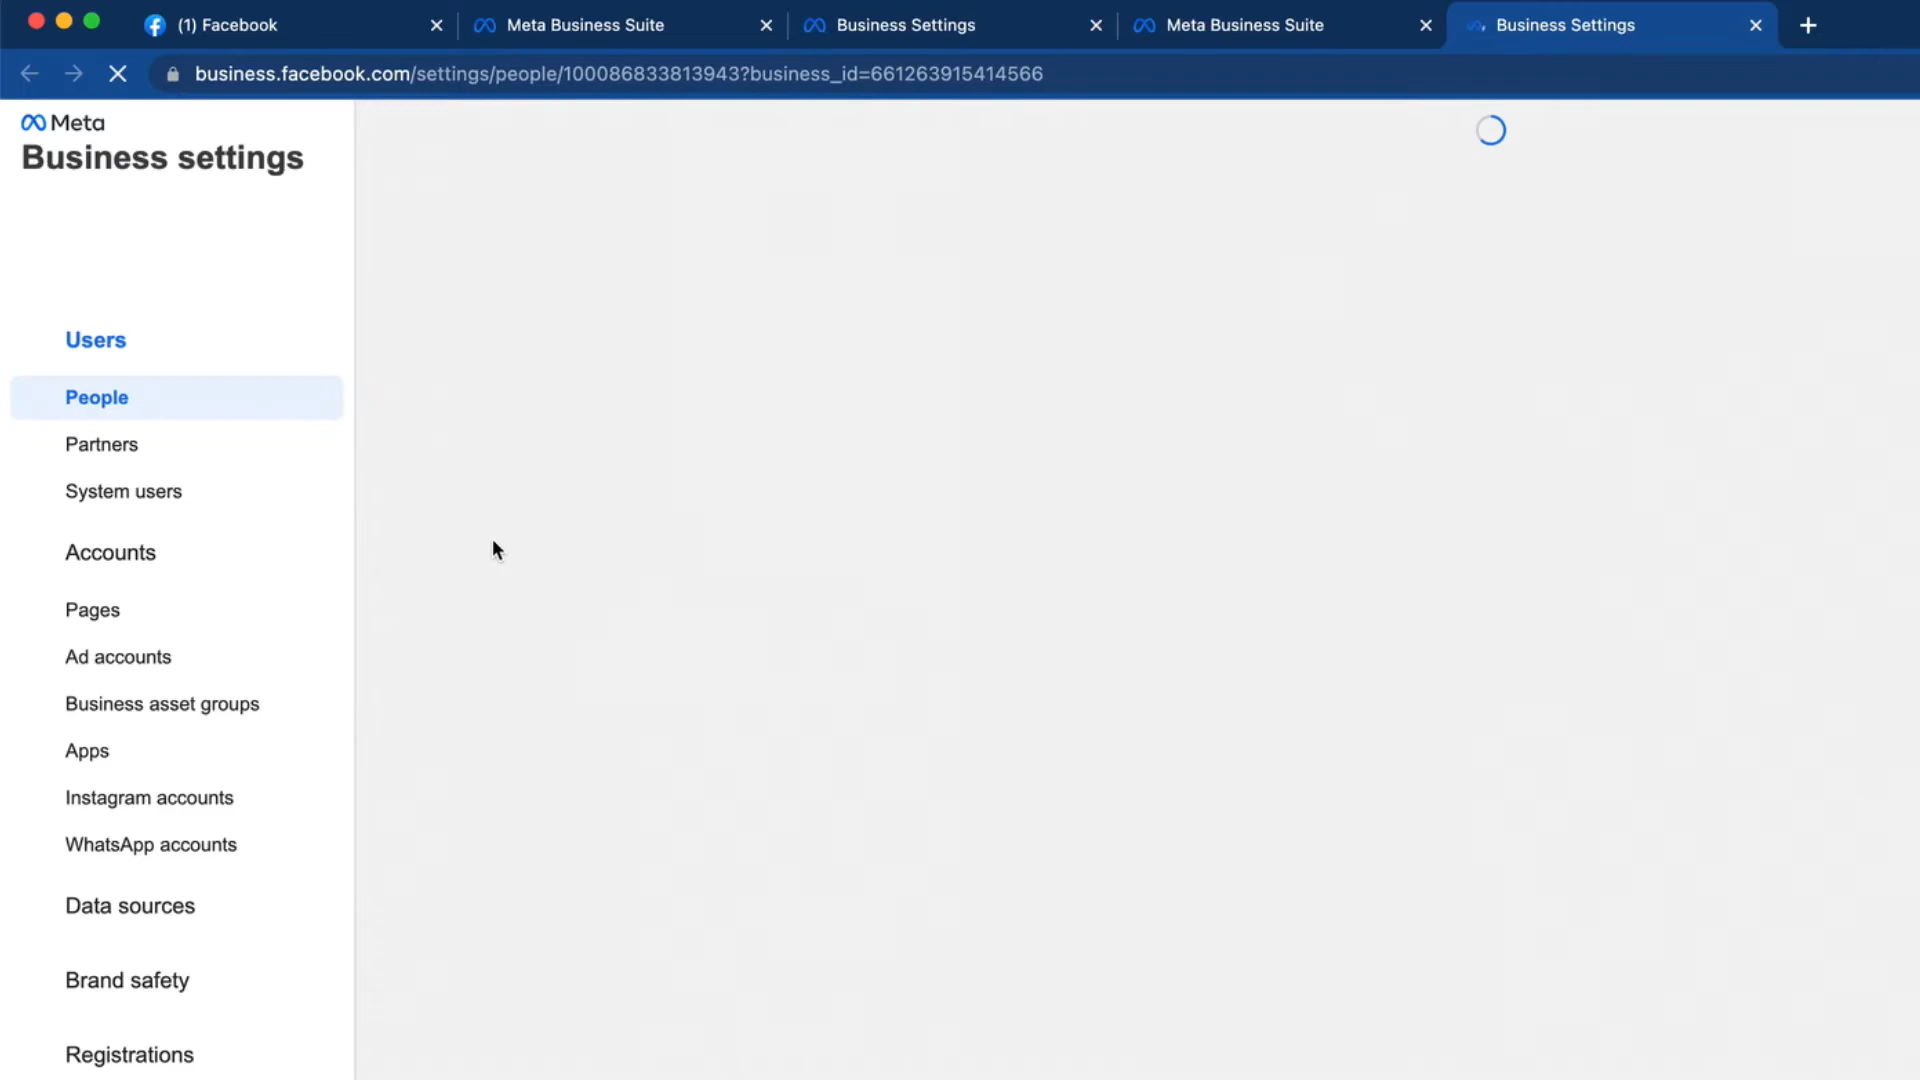 (1) Facebook
Meta Business Suite
Business Settings
Meta Business Suite
Business Settings
business.facebook.com/settings/people/100086833813943?business_id=661263915414566
Meta
Business settings
Users
People
Partners
System users
Accounts
Pages
Ad accounts
Business asset groups
Apps
Instagram accounts
WhatsApp accounts
Data sources
Brand safety
Registrations